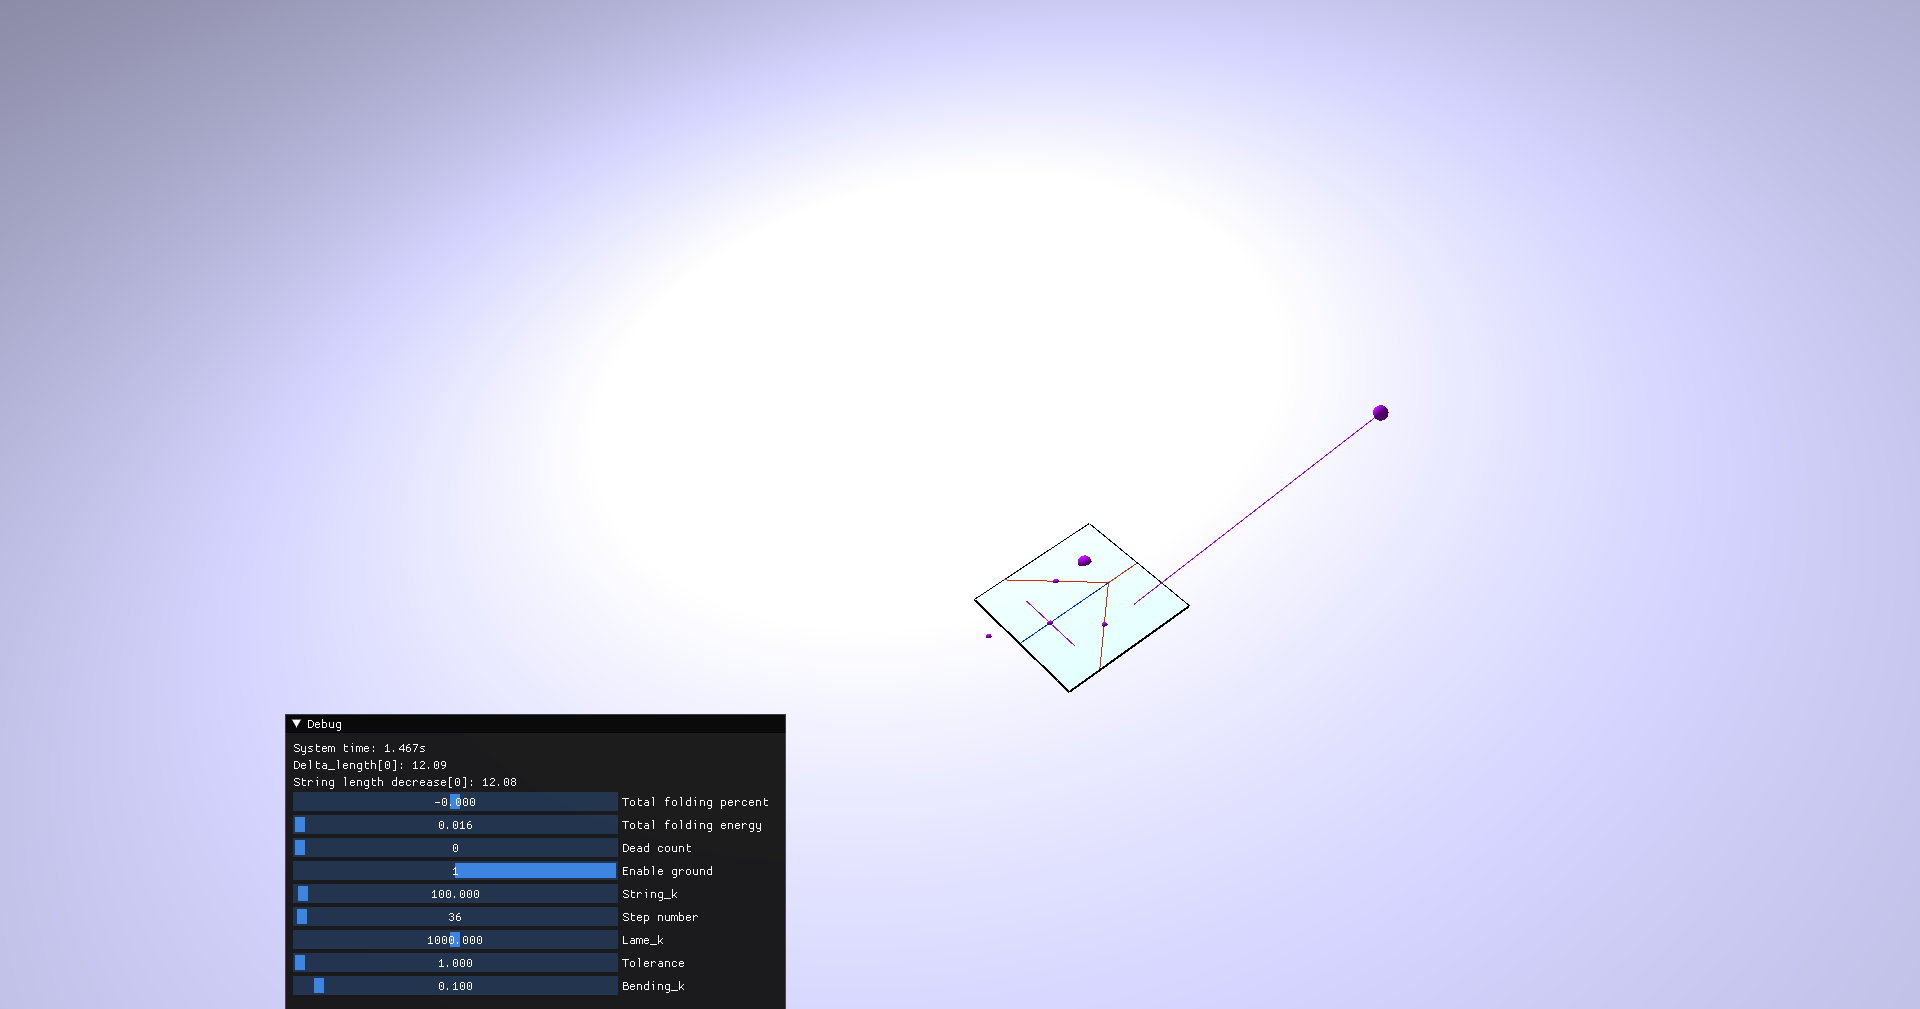 Debug
System time: 1.467s
Delta_length[0]: 12.09
String length decrease[0]: 12.08
-0.000 Total folding percent
0.016 Total folding energy
0 Dead count
1 Enable ground
100.000 String_k
36 Step number
1000.000 Lame_k
1.000 Tolerance
0.100 Bending_k